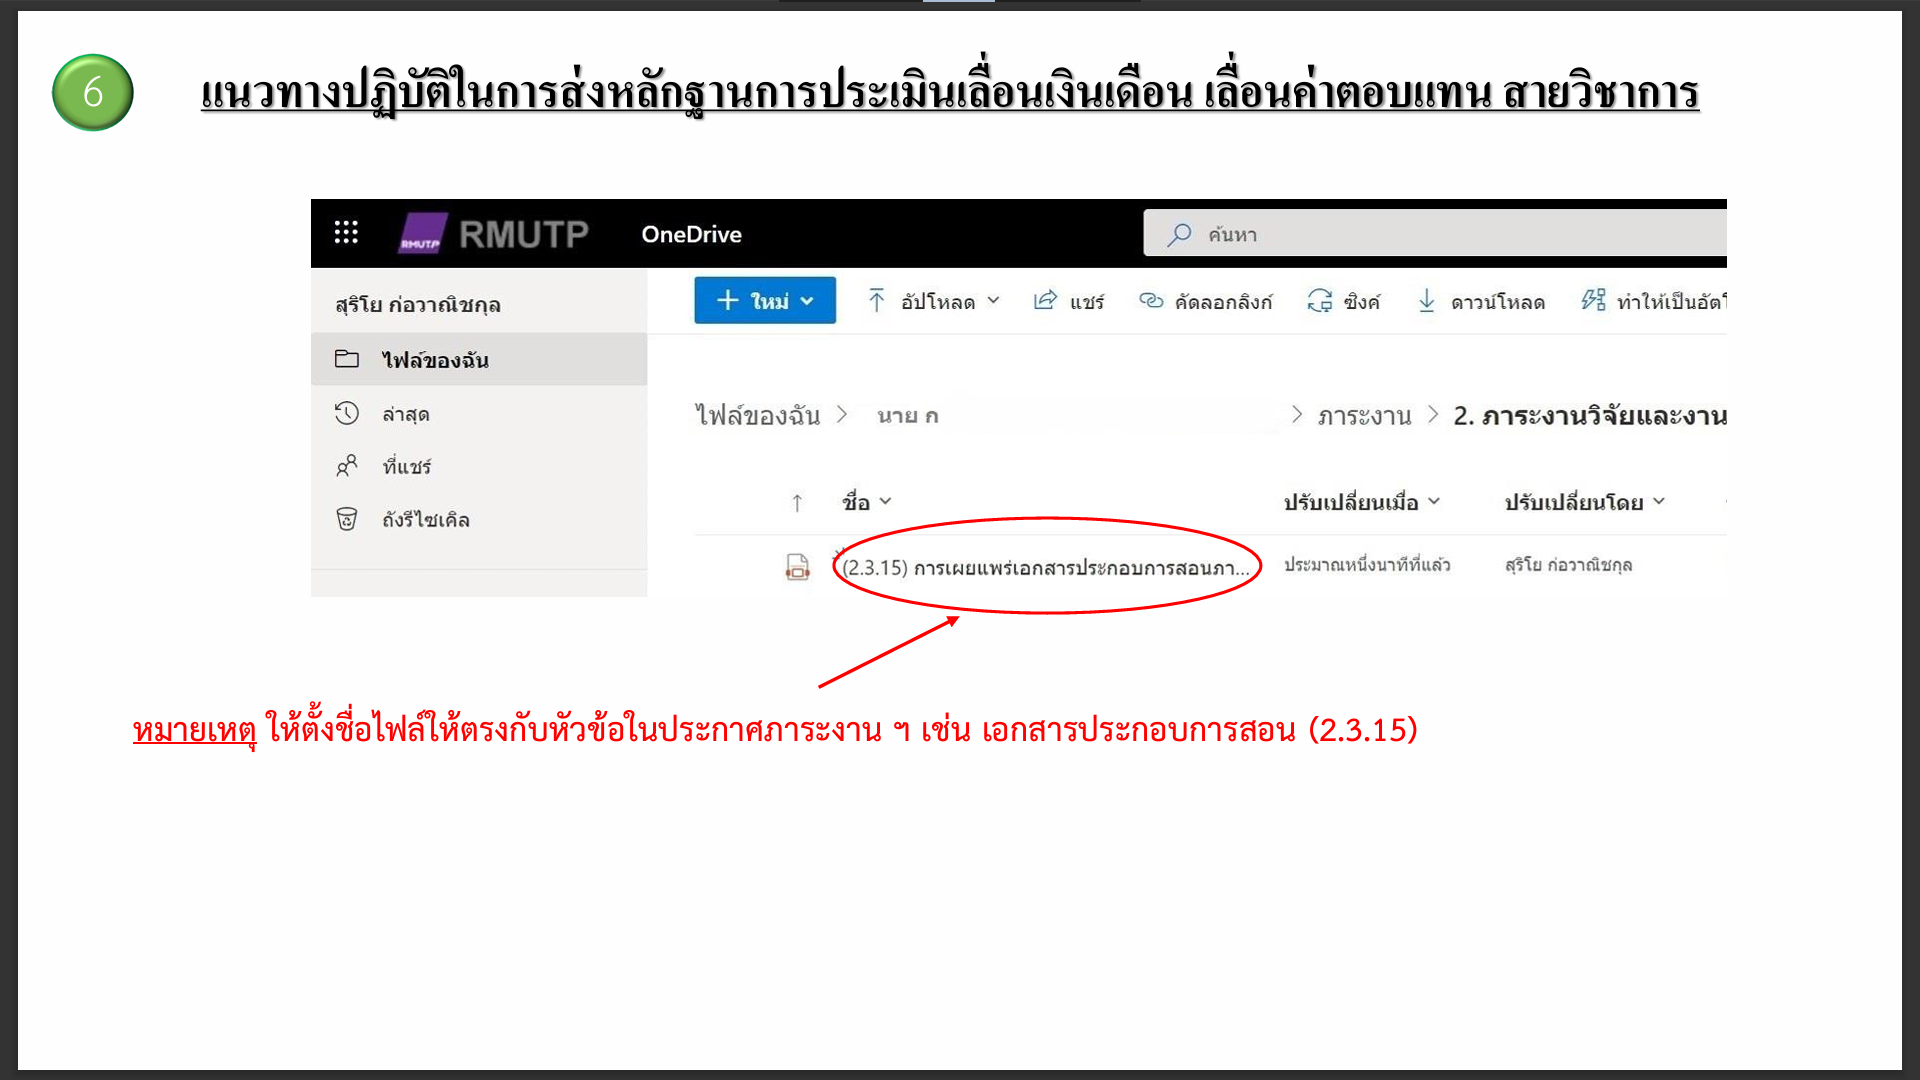 6
แนวทางปฏิบัติในการส่งหลักฐานการประเมินเลื่อนเงินเดือน เลื่อนค่าตอบแทน สายวิชาการ
RMUTP RMUTP OneDrive ค้นหา
สุริโย ก่อวาณิชกุล
ใหม่ อัปโหลด แชร์ คัดลอกลิงก์ ซิงค์ ดาวน์โหลด ทำให้เป็นอัตโ
ไฟล์ของฉัน
ล่าสุด
ที่แชร์
ถังรีไซเคิล
ไฟล์ของฉัน > นาย ก > ภาระงาน > 2. ภาระงานวิจัยและงาน
ชื่อ ปรับเปลี่ยนเมื่อ ปรับเปลี่ยนโดย
(2.3.15) การเผยแพร่เอกสารประกอบการสอนภา... ประมาณหนึ่งนาทีที่แล้ว สุริโย ก่อวาณิชกุล
หมายเหตุ ให้ตั้งชื่อไฟล์ให้ตรงกับหัวข้อในประกาศภาระงาน ฯ เช่น เอกสารประกอบการสอน (2.3.15)